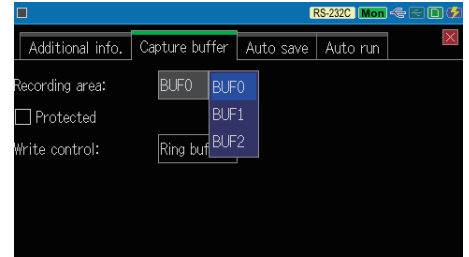 RS-232C Mon
Additional info. Capture buffer Auto save Auto run
Recording area: BUF0 BUF0
Protected BUF1
Write control: Ring buf BUF2